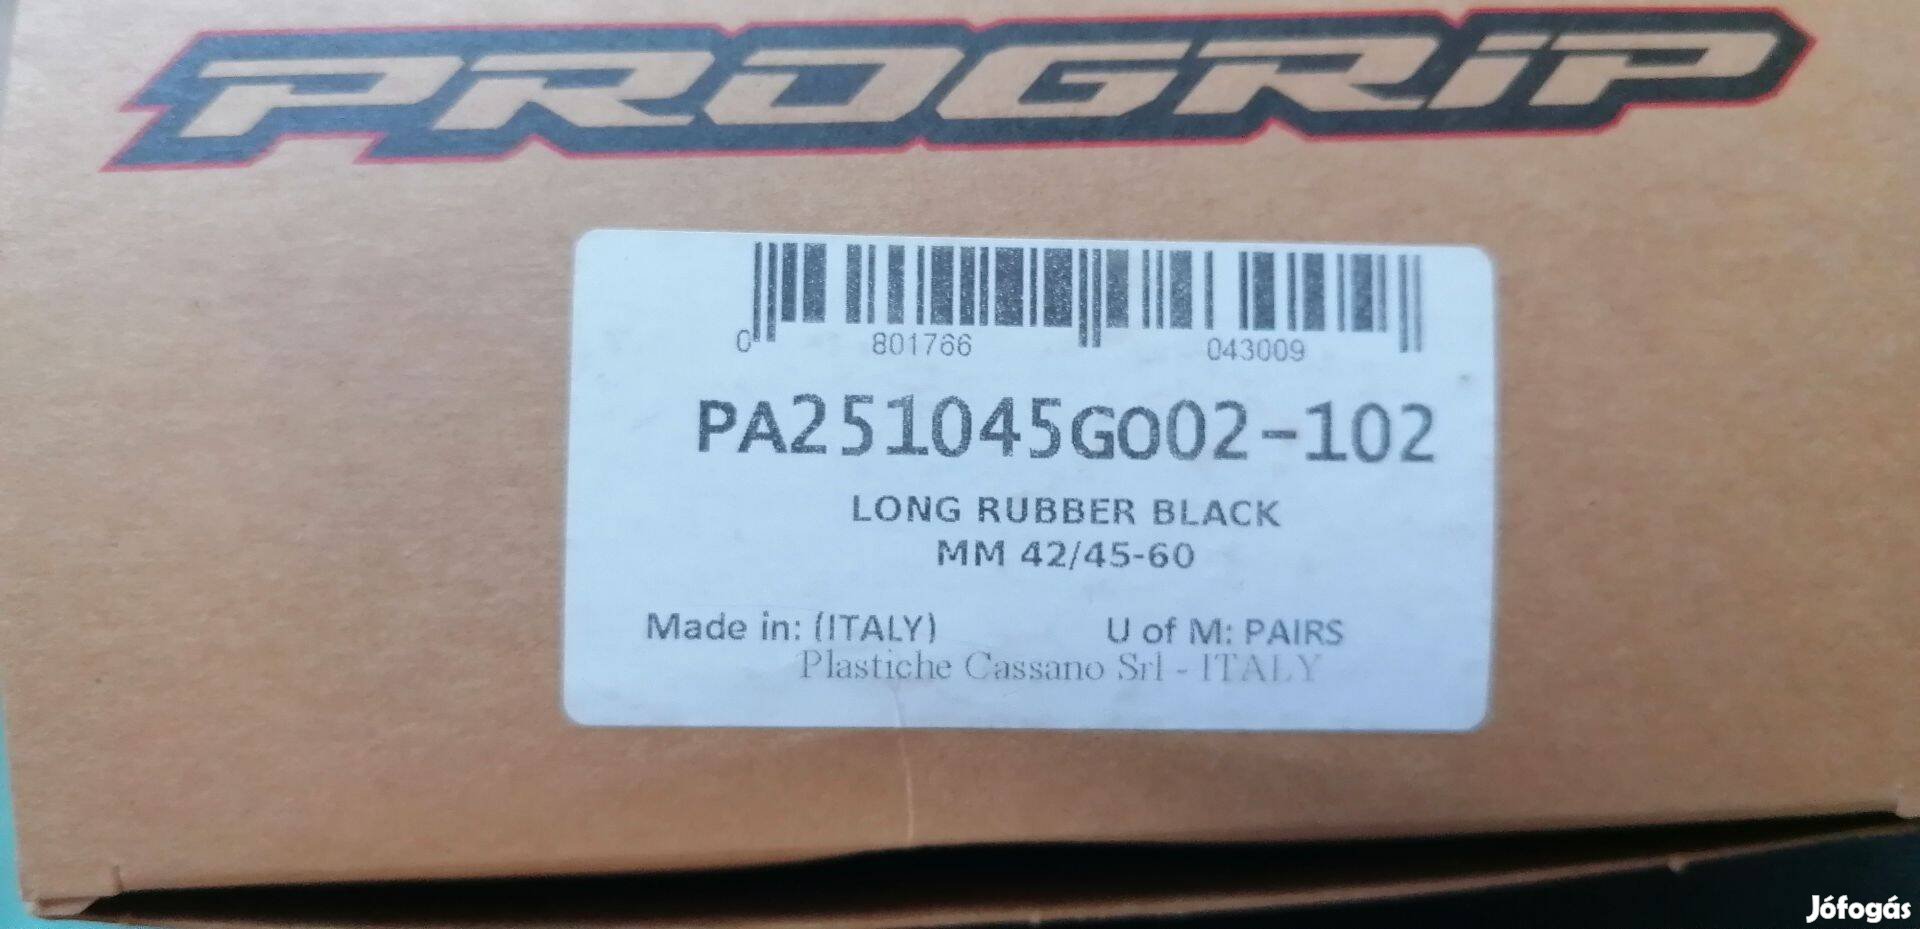 PROGRiP
0 801766 043009
PA251045GO02-102
LONG RUBBER BLACK
MM 42/45-60
Made in: (ITALY) U of M: PAIRS
Plastiche Cassano Srl - ITALY
Jófogás